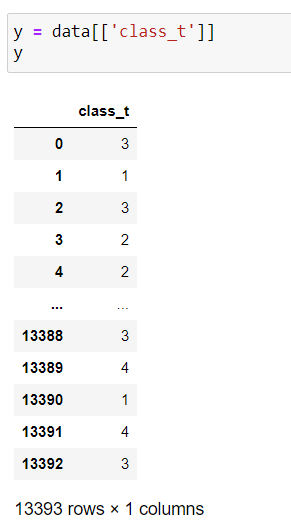 y = data[['class_t']]
y
class_t
0 3
1 1
2 3
3 2
4 2
... ...
13388 3
13389 4
13390 1
13391 4
13392 3
13393 rows × 1 columns